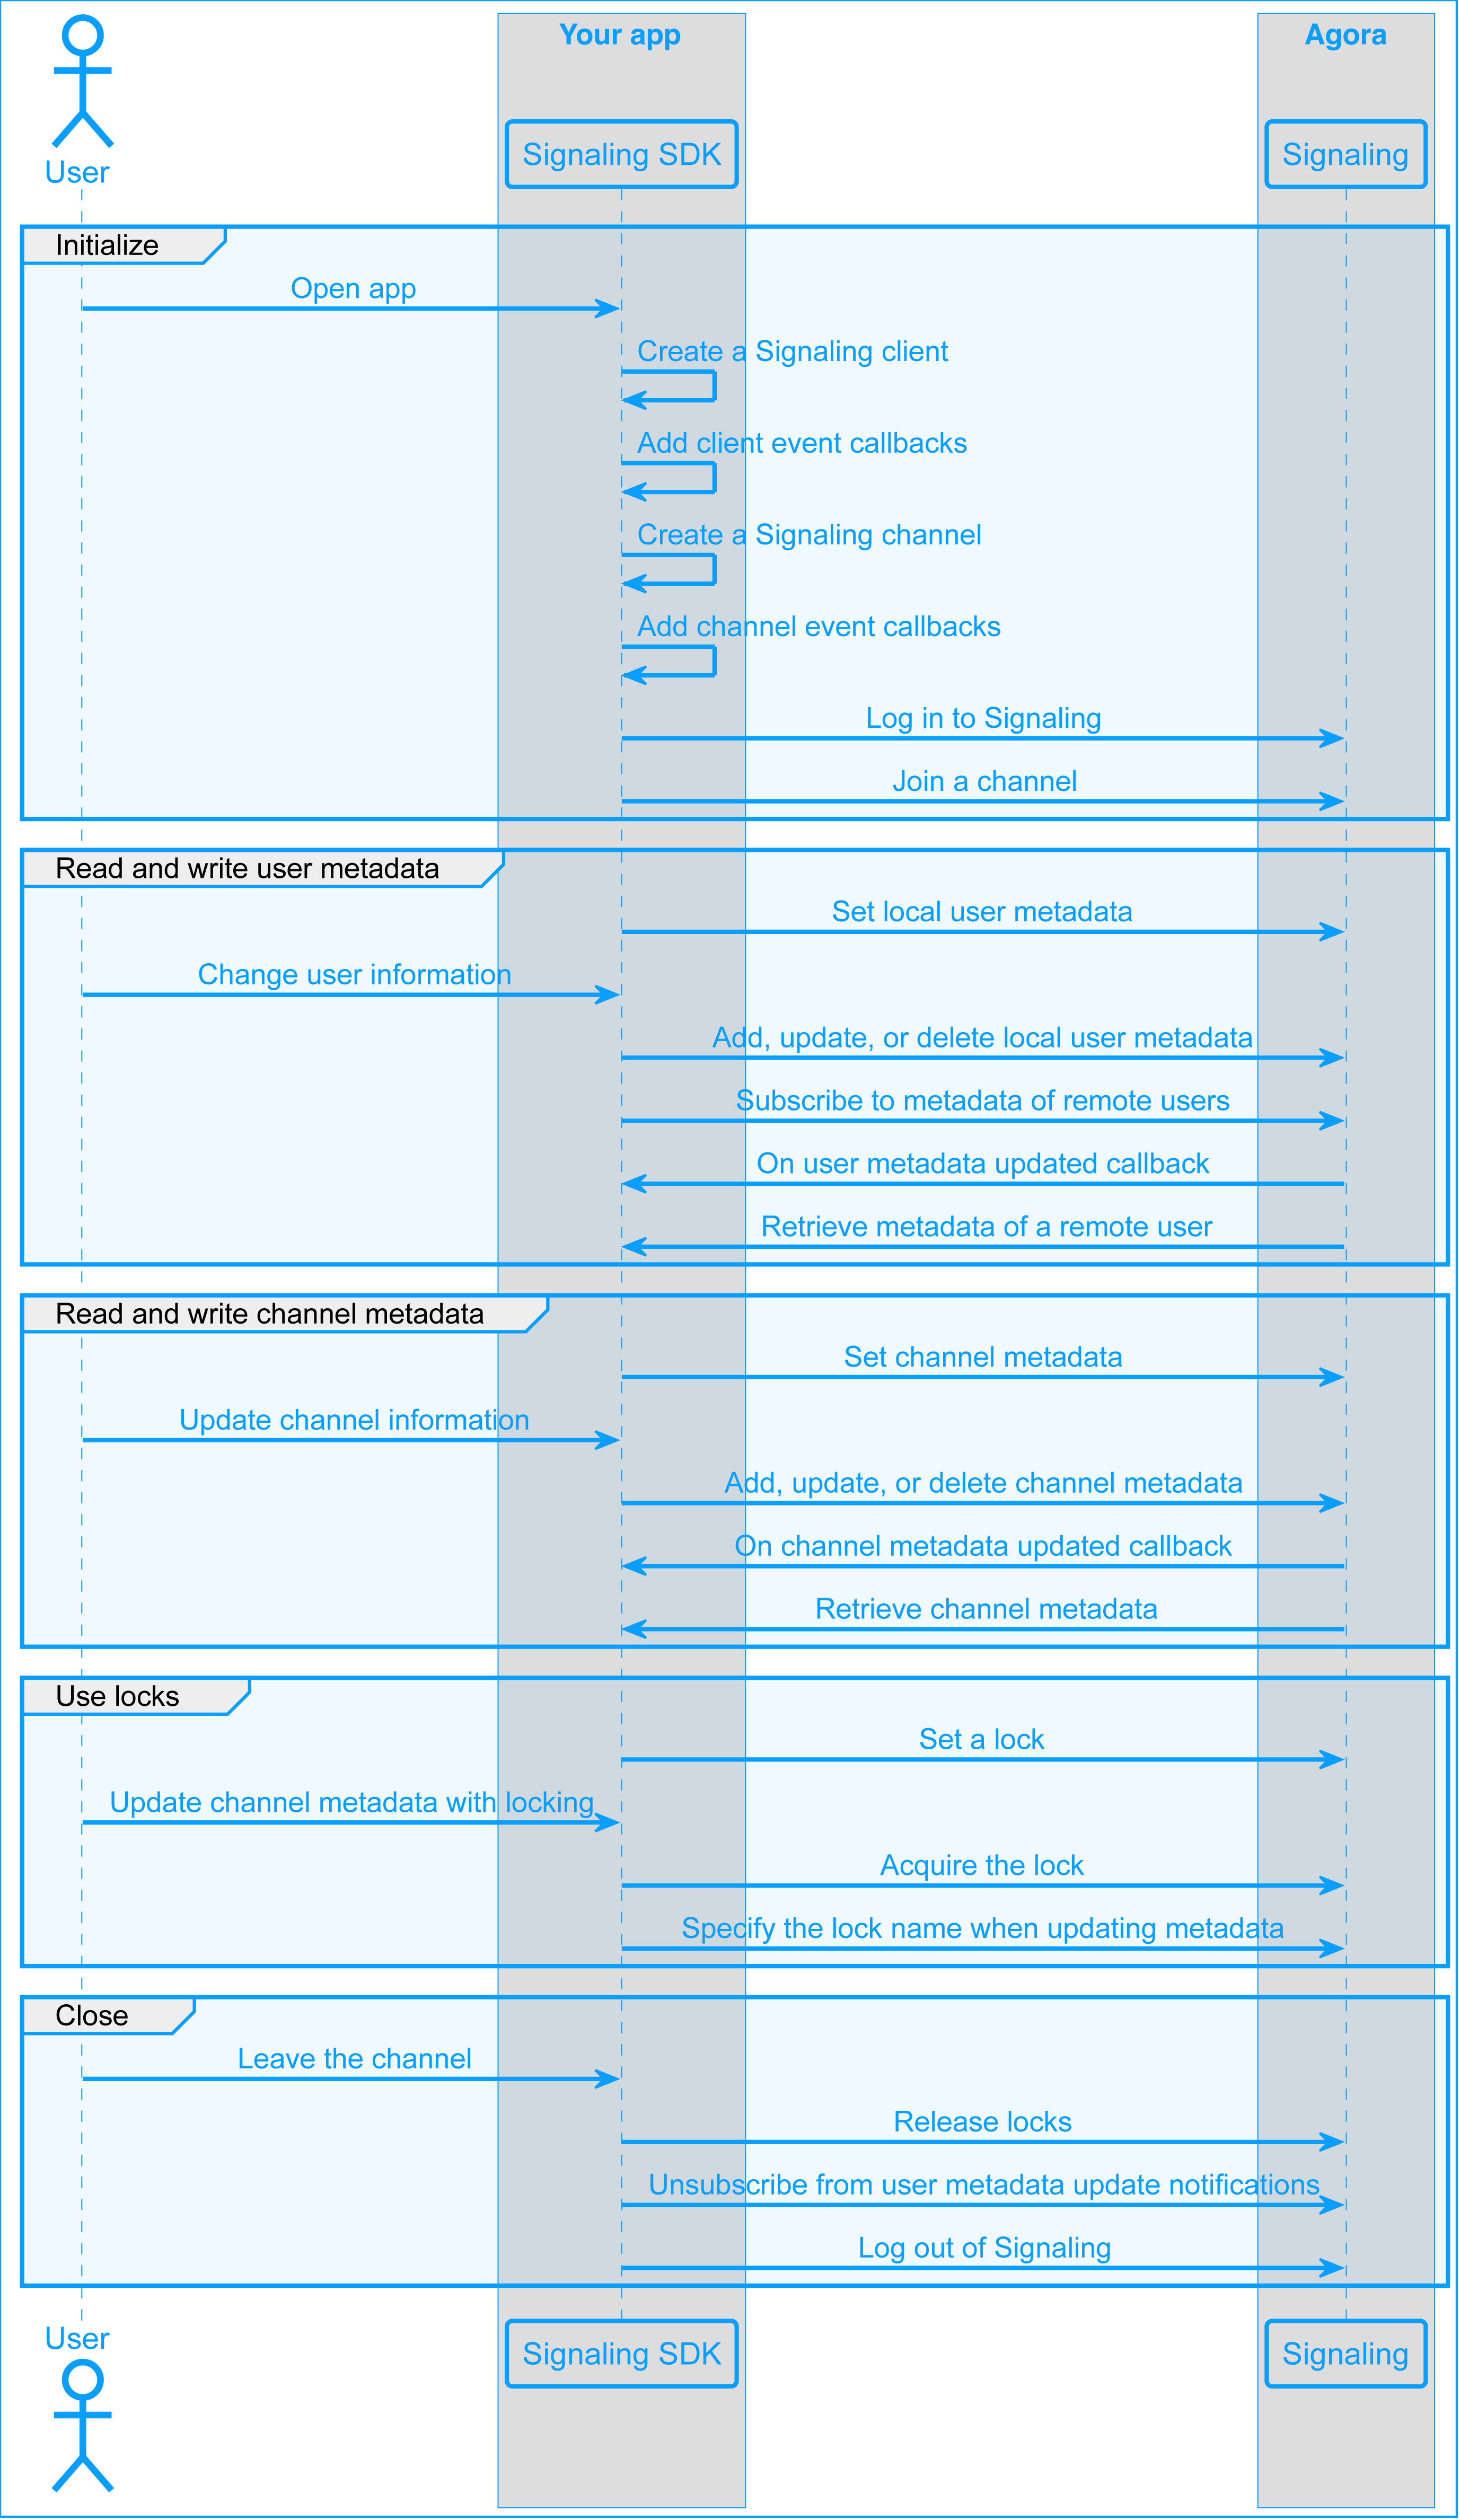 Your app
Agora
User
Signaling SDK
Signaling
Initialize
Open app
Create a Signaling client
Add client event callbacks
Create a Signaling channel
Add channel event callbacks
Log in to Signaling
Join a channel
Read and write user metadata
Set local user metadata
Change user information
Add, update, or delete local user metadata
Subscribe to metadata of remote users
On user metadata updated callback
Retrieve metadata of a remote user
Read and write channel metadata
Set channel metadata
Update channel information
Add, update, or delete channel metadata
On channel metadata updated callback
Retrieve channel metadata
Use locks
Set a lock
Update channel metadata with locking
Acquire the lock
Specify the lock name when updating metadata
Close
Leave the channel
Release locks
Unsubscribe from user metadata update notifications
Log out of Signaling
User
Signaling SDK
Signaling